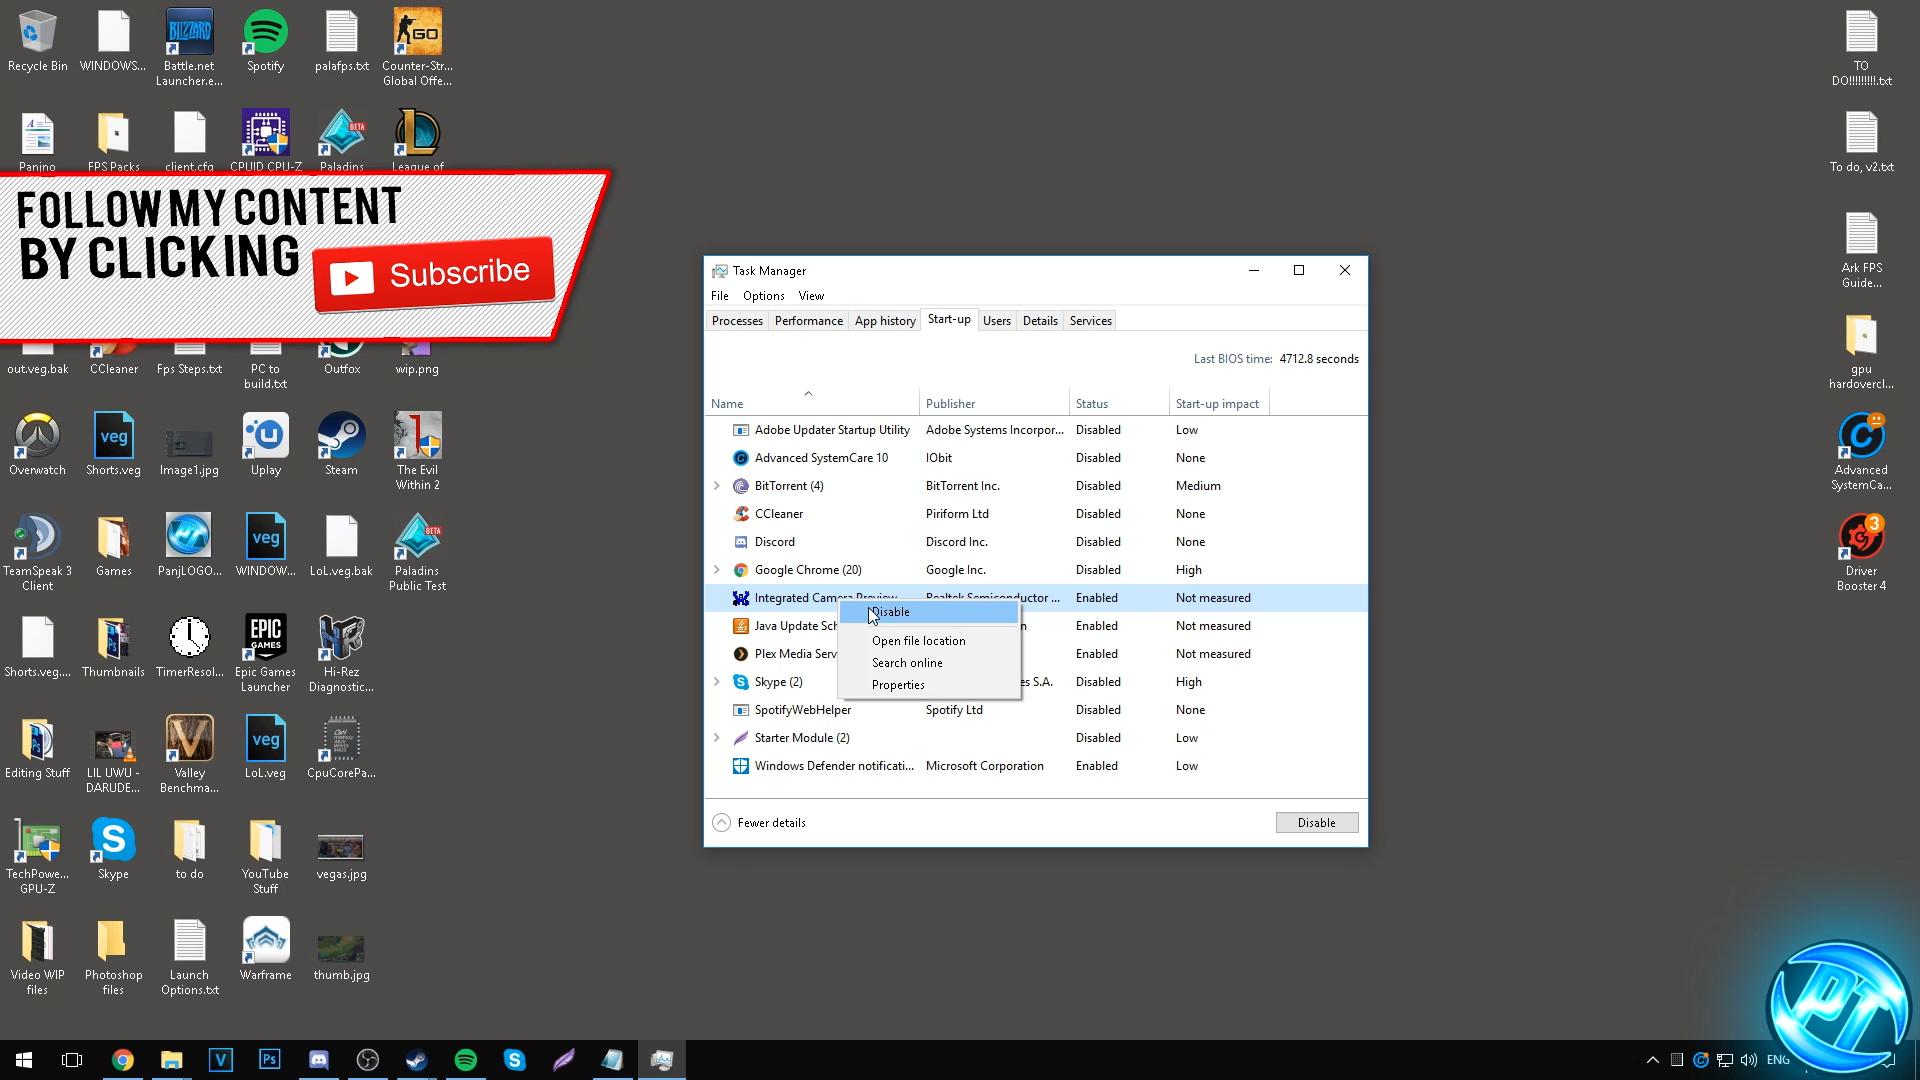 Recycle Bin
WINDOWS...
Battle.net
Launcher.e...
Spotify
palafps.txt
Counter-Str...
Global Offe...
Panino
FPS Packs
client.cfg
CPUID CPU-Z
Paladins
League of
FOLLOW MY CONTENT
BY CLICKING
Subscribe
out.veg.bak
CCleaner
Fps Steps.txt
PC to
build.txt
Outfox
wip.png
Overwatch
Shorts.veg
Image1.jpg
Uplay
Steam
The Evil
Within 2
TeamSpeak 3
Client
Games
PanjLOGO...
WINDOW...
LoL.veg.bak
Paladins
Public Test
Shorts.veg....
Thumbnails
TimerResol...
Epic Games
Launcher
Hi-Rez
Diagnostic...
Editing Stuff
LIL UWU -
DARUDE...
Valley
Benchma...
LoL.veg
CpuCorePa...
TechPowe...
GPU-Z
Skype
to do
YouTube
Stuff
vegas.jpg
Video WIP
files
Photoshop
files
Launch
Options.txt
Warframe
thumb.jpg
Task Manager
File Options View
Processes Performance App history Start-up Users Details Services
Last BIOS time: 4712.8 seconds
Name Publisher Status Start-up impact
Adobe Updater Startup Utility Adobe Systems Incorpor... Disabled Low
Advanced SystemCare 10 IObit Disabled None
BitTorrent (4) BitTorrent Inc. Disabled Medium
CCleaner Piriform Ltd Disabled None
Discord Discord Inc. Disabled None
Google Chrome (20) Google Inc. Disabled High
Integrated Camera Preview Realtek Semiconductor ... Enabled Not measured
Java Update Sch Enabled Not measured
Plex Media Serv Enabled Not measured
Skype (2) es S.A. Disabled High
SpotifyWebHelper Spotify Ltd Disabled None
Starter Module (2) Disabled Low
Windows Defender notificati... Microsoft Corporation Enabled Low
Disable
Open file location
Search online
Properties
Fewer details
Disable
TO
DO!!!!!!!!!.txt
To do, v2.txt
Ark FPS
Guide...
gpu
hardovercl...
Advanced
SystemCa...
Driver
Booster 4
ENG
PT